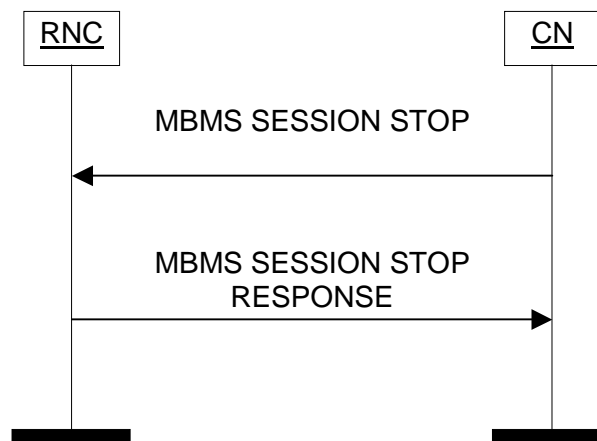 RNC
CN
MBMS SESSION STOP
MBMS SESSION STOP
RESPONSE